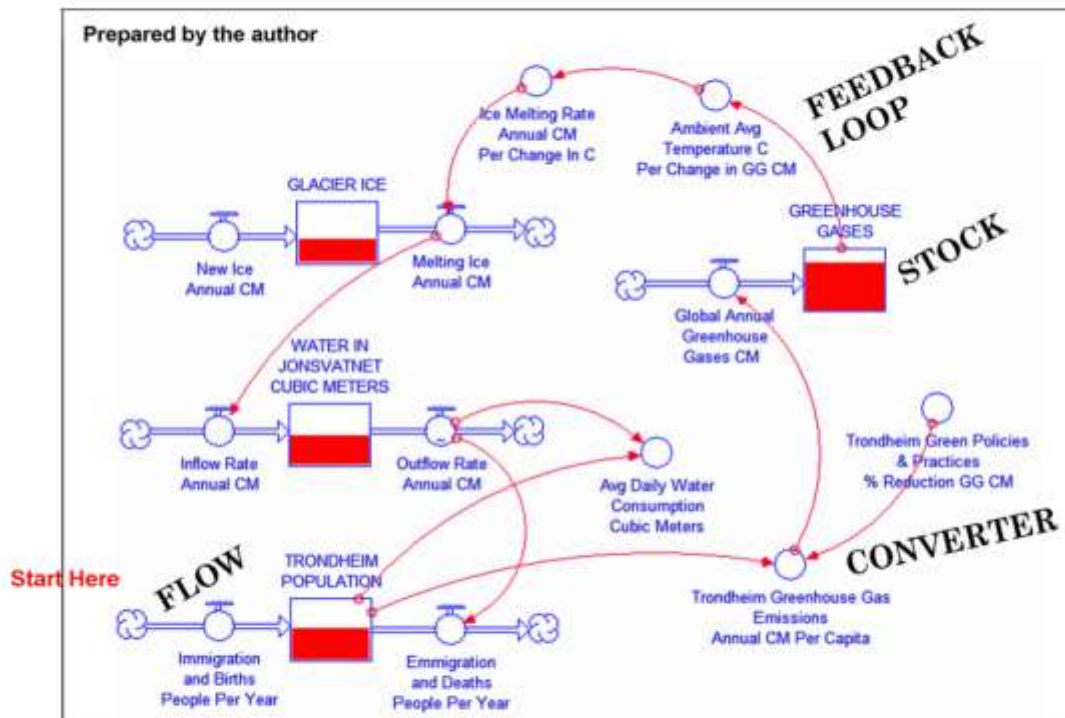 Prepared by the author
FEEDBACK
LOOP
Ice Melting Rate
Annual CM
Per Change In C
Ambient Avg
Temperature C
Per Change in GG CM
GLACIER ICE
New Ice
Annual CM
Melting Ice
Annual CM
GREENHOUSE
GASES
STOCK
Global Annual
Greenhouse
Gases CM
WATER IN
JONSVATNET
CUBIC METERS
Inflow Rate
Annual CM
Outflow Rate
Annual CM
Avg Daily Water
Consumption
Cubic Meters
Trondheim Green Policies
& Practices
% Reduction GG CM
CONVERTER
Start Here
FLOW
TRONDHEIM
POPULATION
Immigration
and Births
People Per Year
Emmigration
and Deaths
People Per Year
Trondheim Greenhouse Gas
Emissions
Annual CM Per Capita